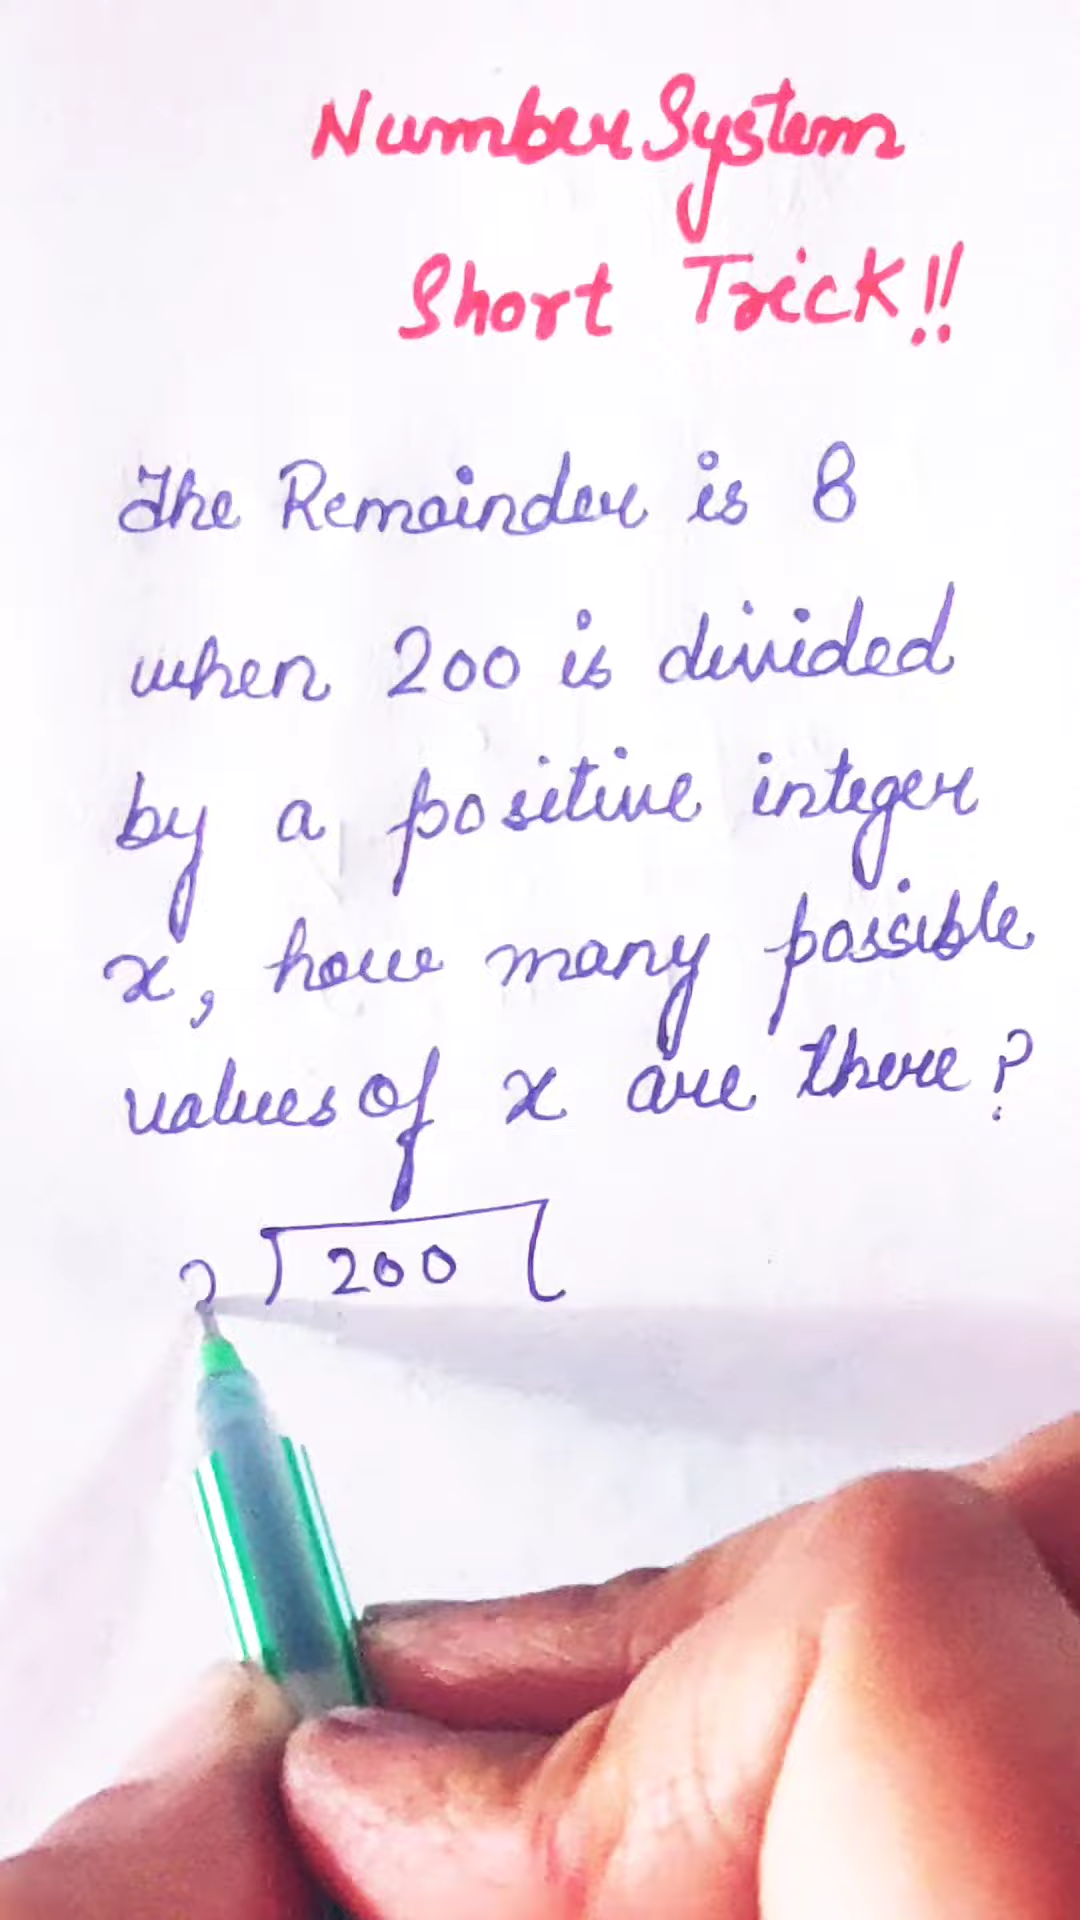 Number System
Short Trick!!
The Remainder is 8
when 200 is divided
by a positive integer
x, how many possible
values of x are there?
200